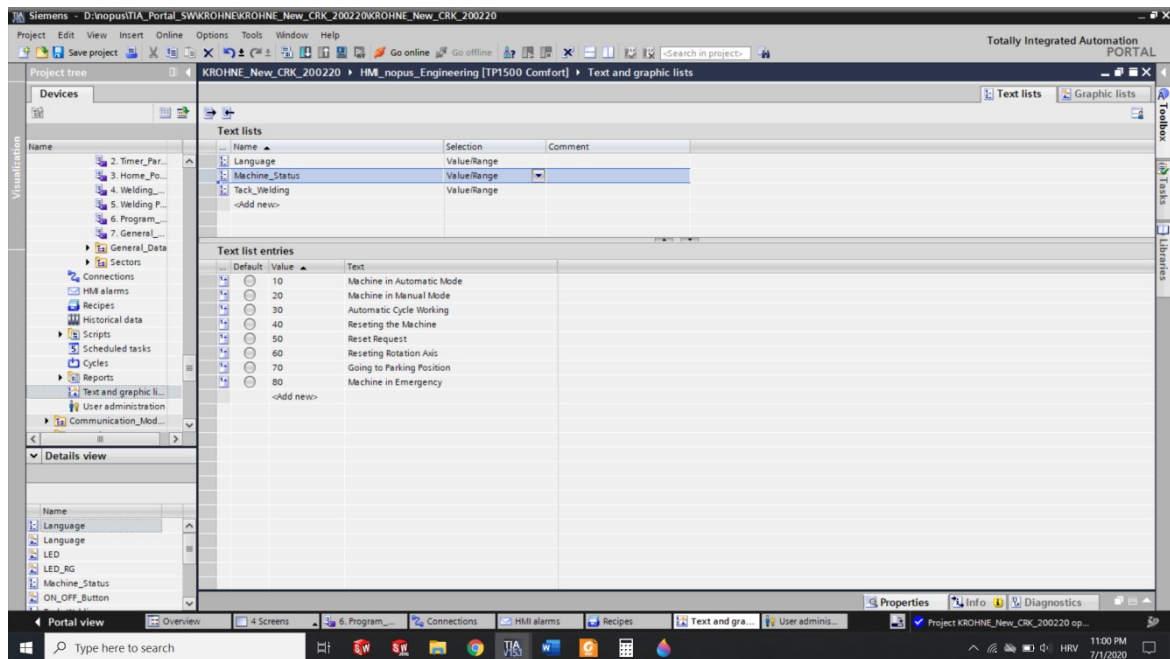 Siemens - D:\nopus\TIA_Portal_SW\KROHNE\KROHNE_New_CRK_200220\KROHNE_New_CRK_200220
Project Edit View Insert Online Options Tools Window Help
Totally Integrated Automation
PORTAL
Save project Go online Go offline <Search in project>
Project tree
KROHNE_New_CRK_200220 HMI_nopus_Engineering [TP1500 Comfort] Text and graphic lists
Devices
Text lists Graphic lists
Text lists
Name
... Name Selection Comment
Language Value/Range
Machine_Status Value/Range
Tack_Welding Value/Range
<Add new>
2. Timer_Par...
3. Home_Po...
4. Welding_...
5. Welding P...
6. Program_...
7. General_...
General_Data
Sectors
Connections
HMI alarms
Recipes
Historical data
Scripts
Scheduled tasks
Cycles
Reports
Text and graphic li...
User administration
Communication_Mod...
Text list entries
... Default Value Text
10 Machine in Automatic Mode
20 Machine in Manual Mode
30 Automatic Cycle Working
40 Reseting the Machine
50 Reset Request
60 Reseting Rotation Axis
70 Going to Parking Position
80 Machine in Emergency
<Add new>
Details view
Name
Language
Language
LED
LED_RG
Machine_Status
ON_OFF_Button
Visualization
Toolbox
Tasks
Libraries
Properties Info Diagnostics
Portal view Overview 4 Screens 6. Program_... Connections HMI alarms Recipes Text and gra... User adminis... Project KROHNE_New_CRK_200220 op...
Type here to search
TIA V15.1
HRV
11:00 PM
7/1/2020